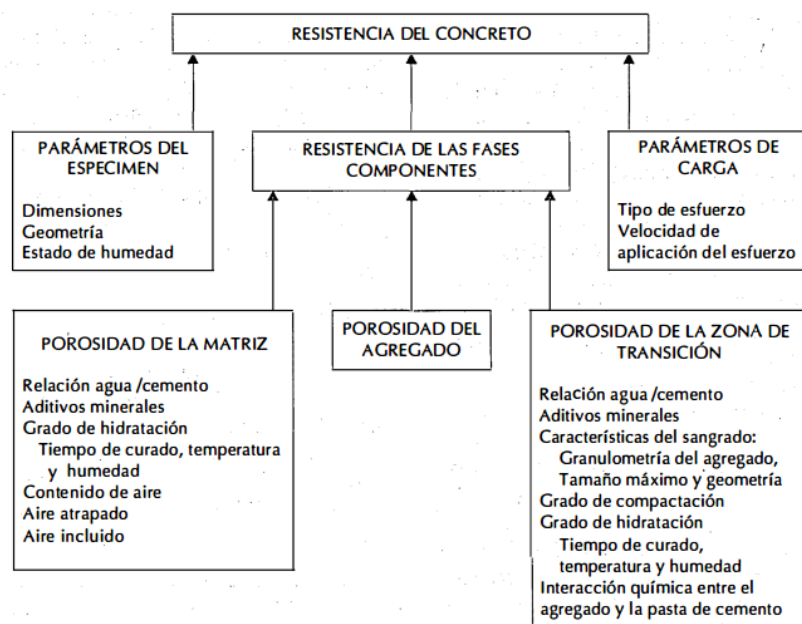 RESISTENCIA DEL CONCRETO
PARÁMETROS DEL
ESPECIMEN
Dimensiones
Geometría
Estado de humedad
RESISTENCIA DE LAS FASES
COMPONENTES
PARÁMETROS DE
CARGA
Tipo de esfuerzo
Velocidad de
aplicación del esfuerzo
POROSIDAD DE LA MATRIZ
Relación agua/cemento
Aditivos minerales
Grado de hidratación
Tiempo de curado, temperatura
y humedad
Contenido de aire
Aire atrapado
Aire incluido
POROSIDAD DEL
AGREGADO
POROSIDAD DE LA ZONA DE
TRANSICIÓN
Relación agua/cemento
Aditivos minerales
Características del sangrado:
Granulometría del agregado,
Tamaño máximo y geometría
Grado de compactación
Grado de hidratación
Tiempo de curado,
temperatura y humedad
Interacción química entre el
agregado y la pasta de cemento